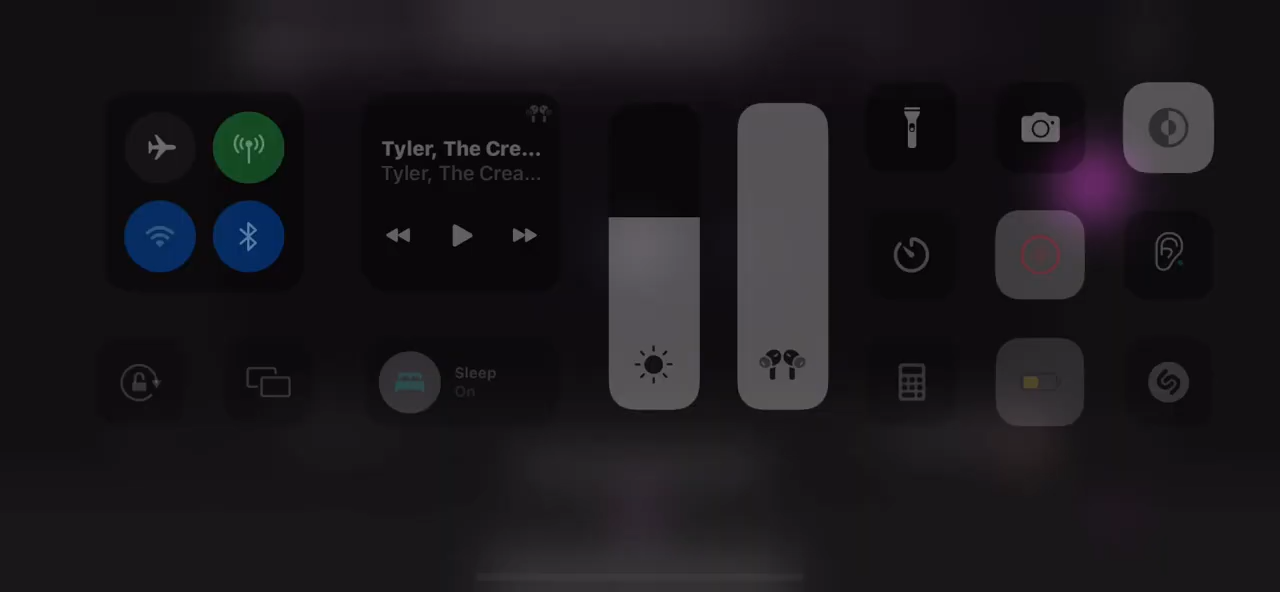 Tyler, The Cre...
Tyler, The Crea...
Sleep
On